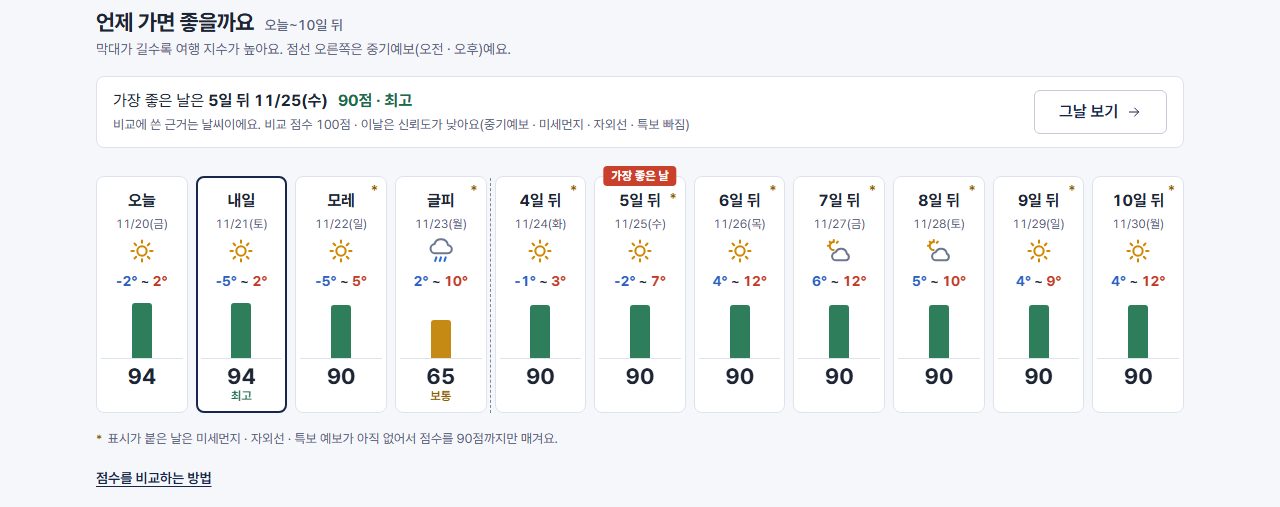 언제 가면 좋을까요 오늘~10일 뒤
막대가 길수록 여행 지수가 높아요. 점선 오른쪽은 중기예보(오전 · 오후)예요.
가장 좋은 날은 5일 뒤 11/25(수) 90점 · 최고
비교에 쓴 근거는 날씨이에요. 비교 점수 100점 · 이날은 신뢰도가 낮아요(중기예보 · 미세먼지 · 자외선 · 특보 빠짐)
그날 보기 →
가장 좋은 날
오늘 내일 모레 * 글피 * 4일 뒤 * 5일 뒤 * 6일 뒤 * 7일 뒤 * 8일 뒤 * 9일 뒤 * 10일 뒤 *
11/20(금) 11/21(토) 11/22(일) 11/23(월) 11/24(화) 11/25(수) 11/26(목) 11/27(금) 11/28(토) 11/29(일) 11/30(월)
-2° ~ 2° -5° ~ 2° -5° ~ 5° 2° ~ 10° -1° ~ 3° -2° ~ 7° 4° ~ 12° 6° ~ 12° 5° ~ 10° 4° ~ 9° 4° ~ 12°
94 94 90 65 90 90 90 90 90 90 90
최고 보통
* 표시가 붙은 날은 미세먼지 · 자외선 · 특보 예보가 아직 없어서 점수를 90점까지만 매겨요.
점수를 비교하는 방법